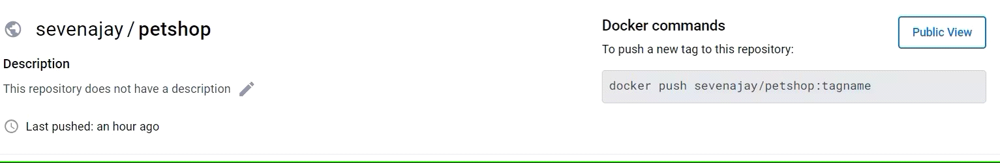 sevenajay / petshop
Description
This repository does not have a description
Last pushed: an hour ago
Docker commands
To push a new tag to this repository:
docker push sevenajay/petshop:tagname
Public View